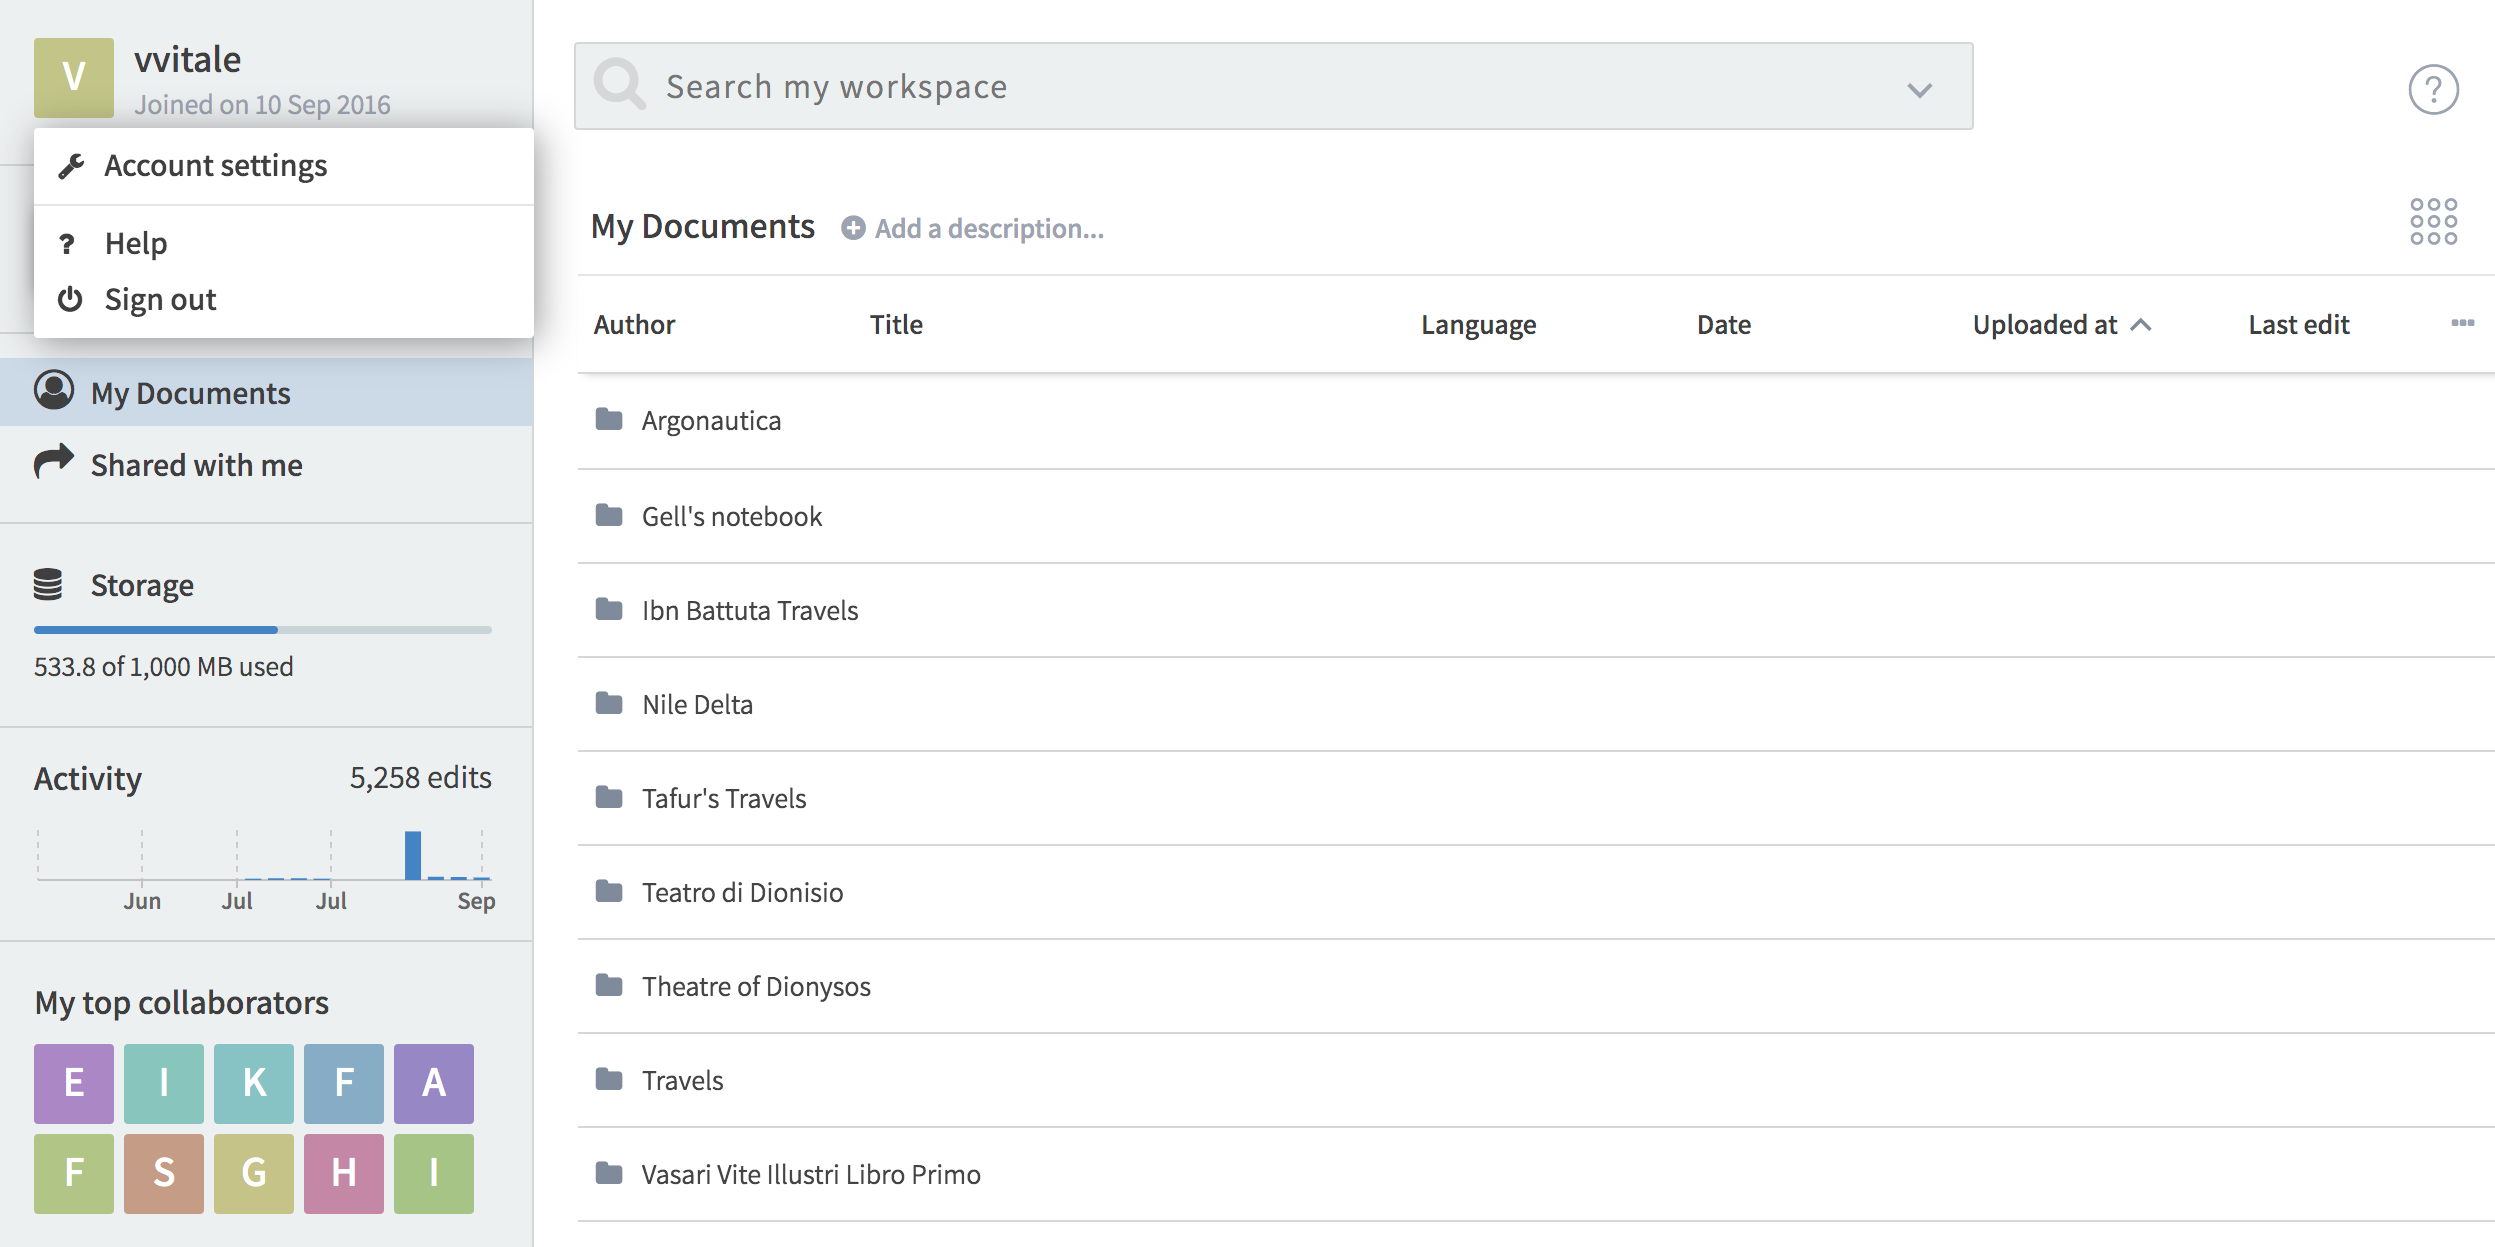 V
vvitale
Joined on 10 Sep 2016
Account settings
? Help
Sign out
My Documents
Shared with me
Storage
533.8 of 1,000 MB used
Activity 5,258 edits
Jun Jul Jul Sep
My top collaborators
E I K F A
F S G H I
Search my workspace
?
My Documents Add a description...
Author Title Language Date Uploaded at Last edit
Argonautica
Gell's notebook
Ibn Battuta Travels
Nile Delta
Tafur's Travels
Teatro di Dionisio
Theatre of Dionysos
Travels
Vasari Vite Illustri Libro Primo